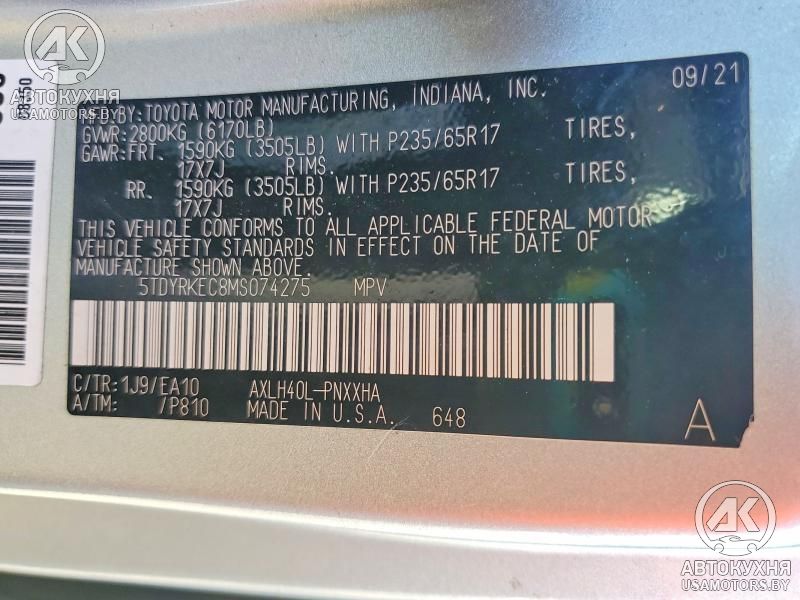 АК
АВТОКУХНЯ
USAMOTORS.BY
MFD.BY:TOYOTA MOTOR MANUFACTURING, INDIANA, INC. 09/21
GVWR:2800KG (6170LB)
GAWR:FRT. 1590KG (3505LB) WITH P235/65R17 TIRES,
17X7J RIMS.
RR. 1590KG (3505LB) WITH P235/65R17 TIRES,
17X7J RIMS.
THIS VEHICLE CONFORMS TO ALL APPLICABLE FEDERAL MOTOR
VEHICLE SAFETY STANDARDS IN EFFECT ON THE DATE OF
MANUFACTURE SHOWN ABOVE.
5TDYRKEC8MS074275 MPV
C/TR:1J9/EA10 AXLH40L-PNXXHA
A/TM: /P810 MADE IN U.S.A. 648 A
АК
АВТОКУХНЯ
USAMOTORS.BY